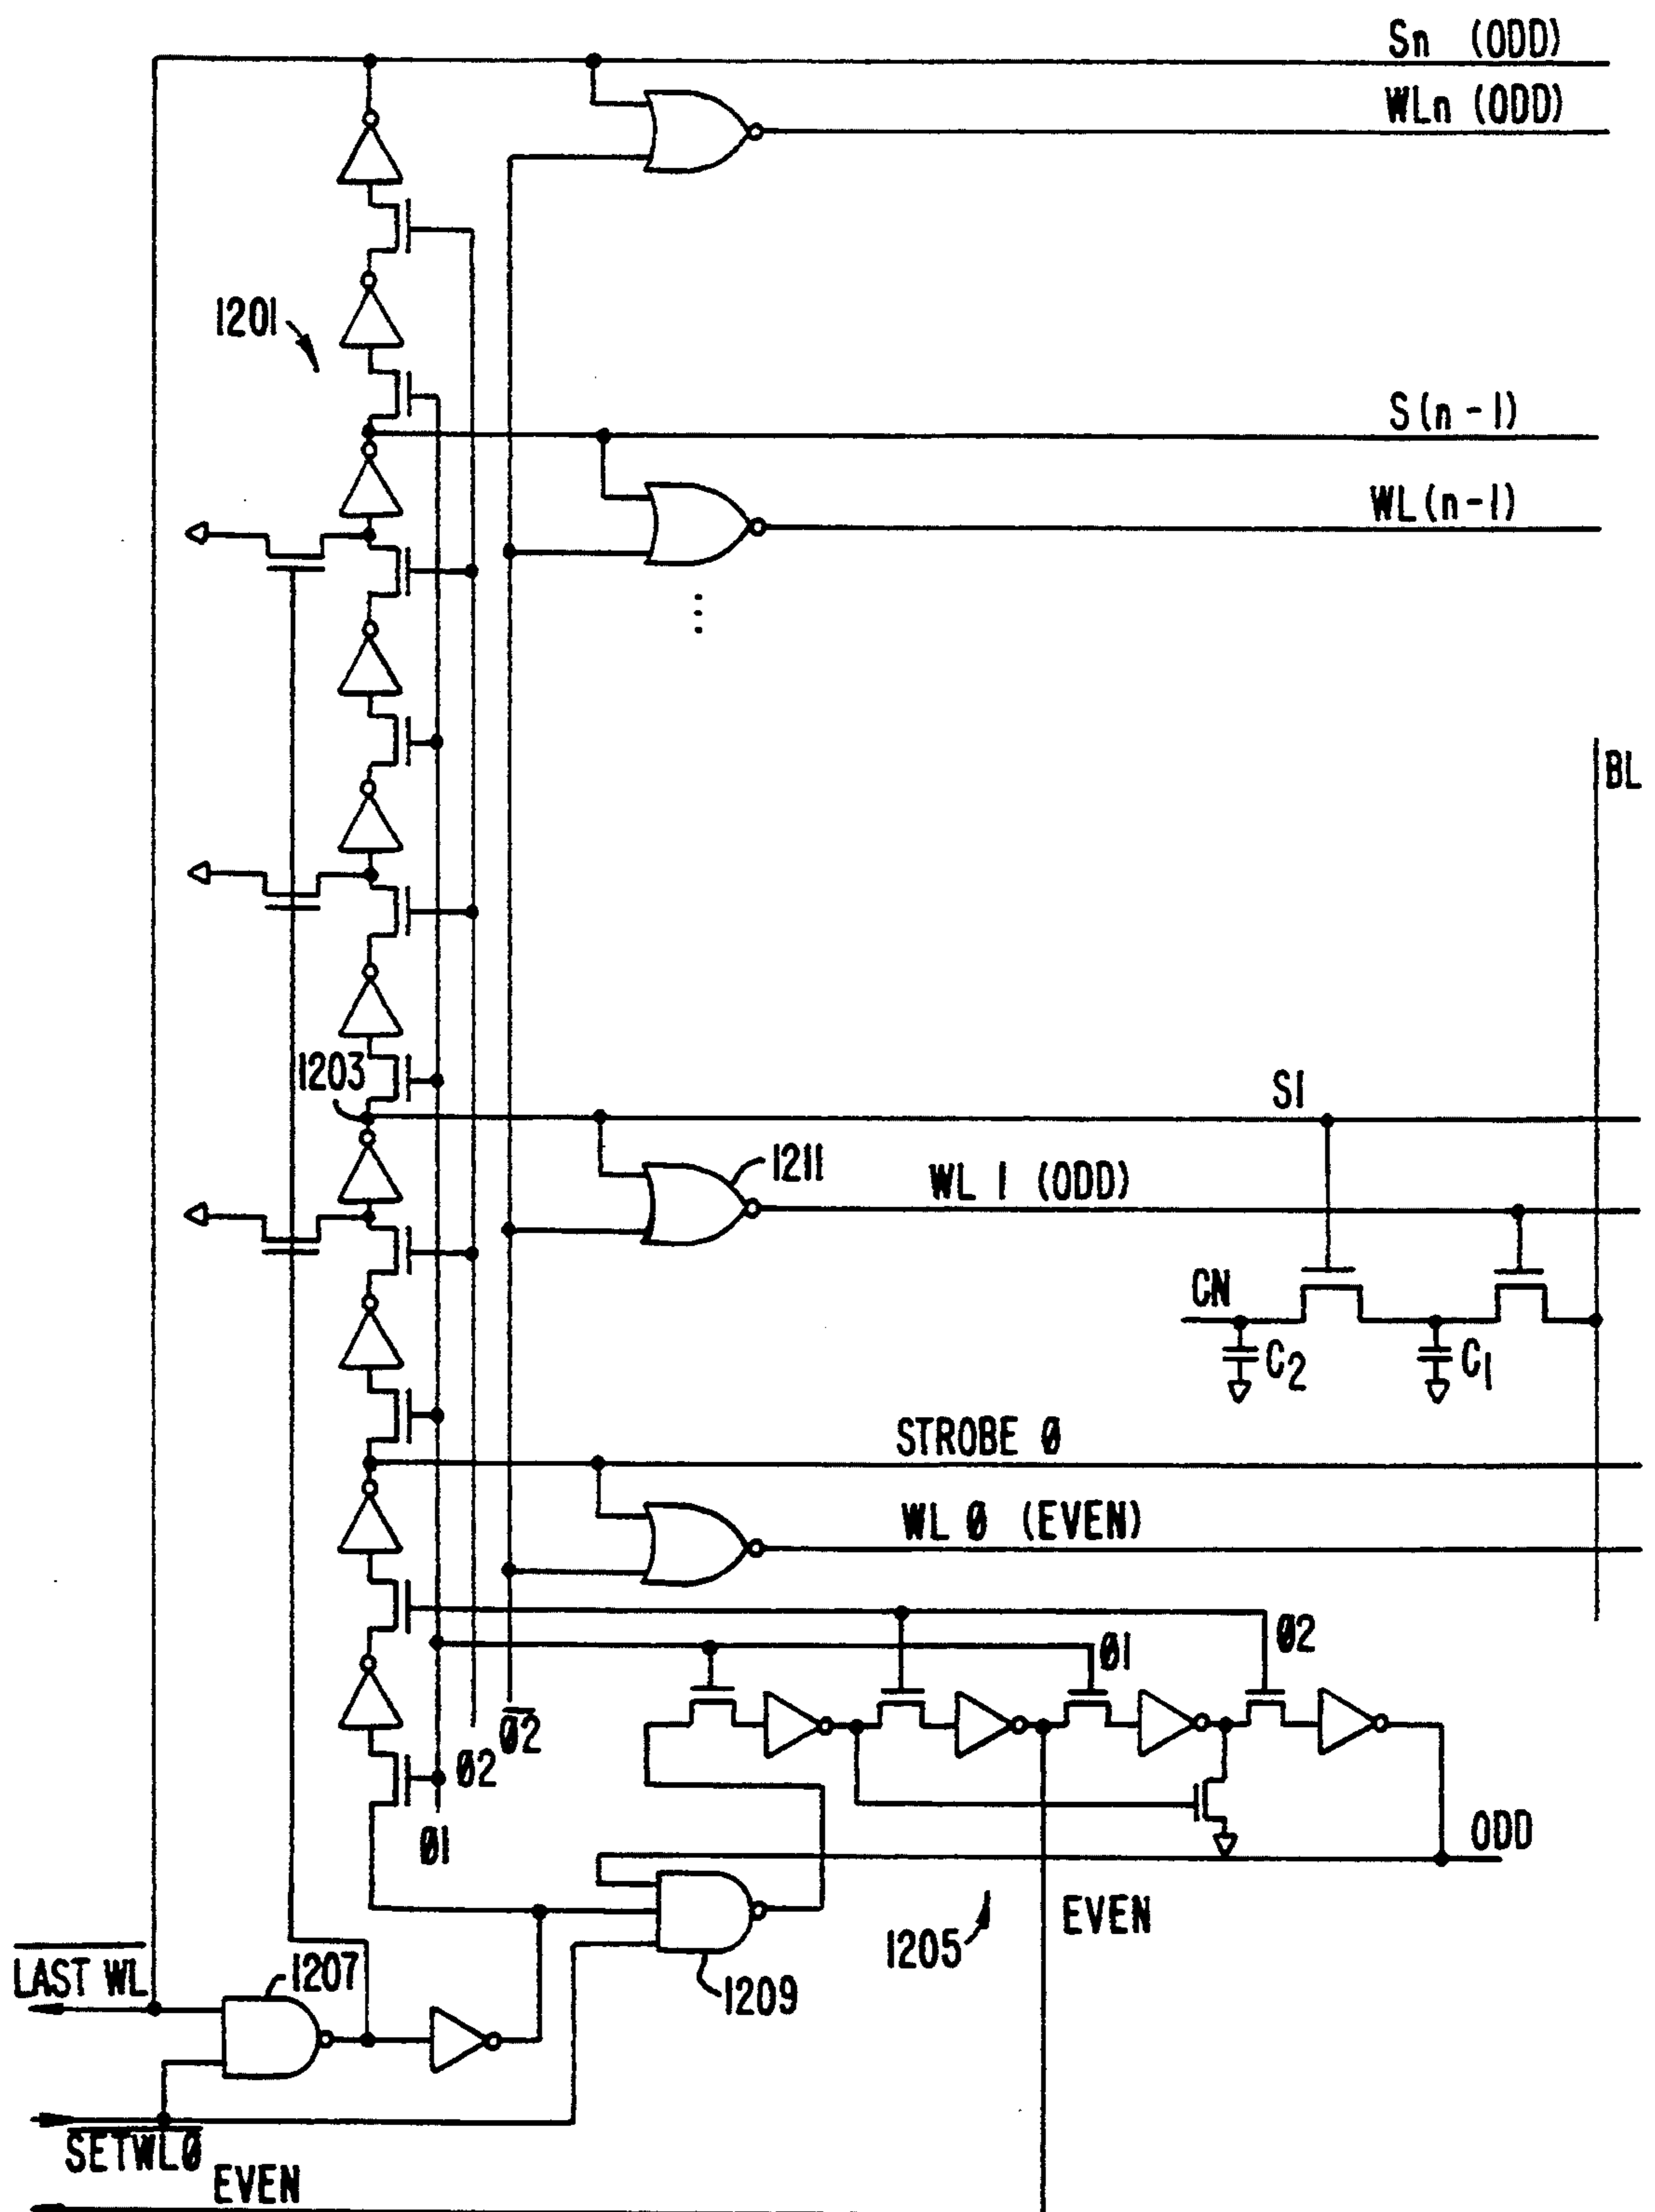 Sn (ODD)
WLn (ODD)
1201
S(n-1)
WL(n-1)
...
BL
1203
S1
1211
WL 1 (ODD)
CN
C2
C1
STROBE Ø
WL Ø (EVEN)
Ø2
Ø1
Ø2
Ø2
Ø1
ODD
EVEN
1205
LAST WL
1207
1209
SETWLØ
EVEN